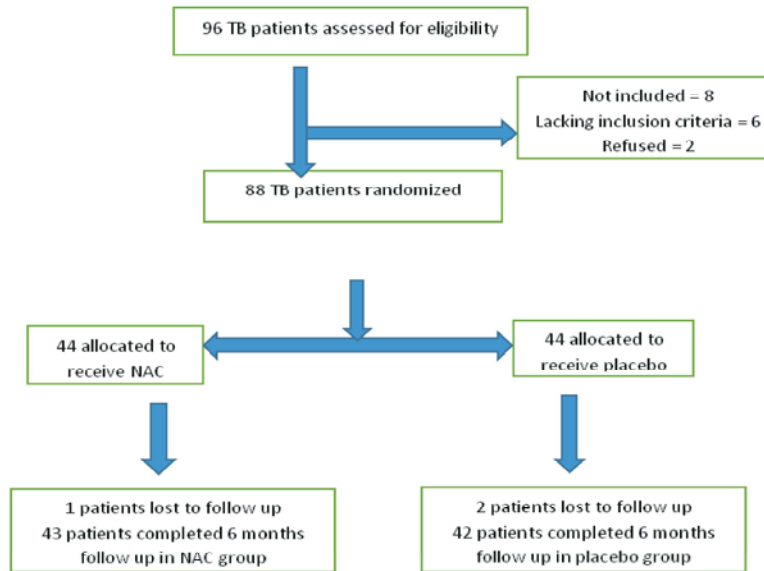 96 TB patients assessed for eligibility
Not included = 8
Lacking inclusion criteria = 6
Refused = 2
88 TB patients randomized
44 allocated to
receive NAC
44 allocated to
receive placebo
1 patients lost to follow up
43 patients completed 6 months
follow up in NAC group
2 patients lost to follow up
42 patients completed 6 months
follow up in placebo group